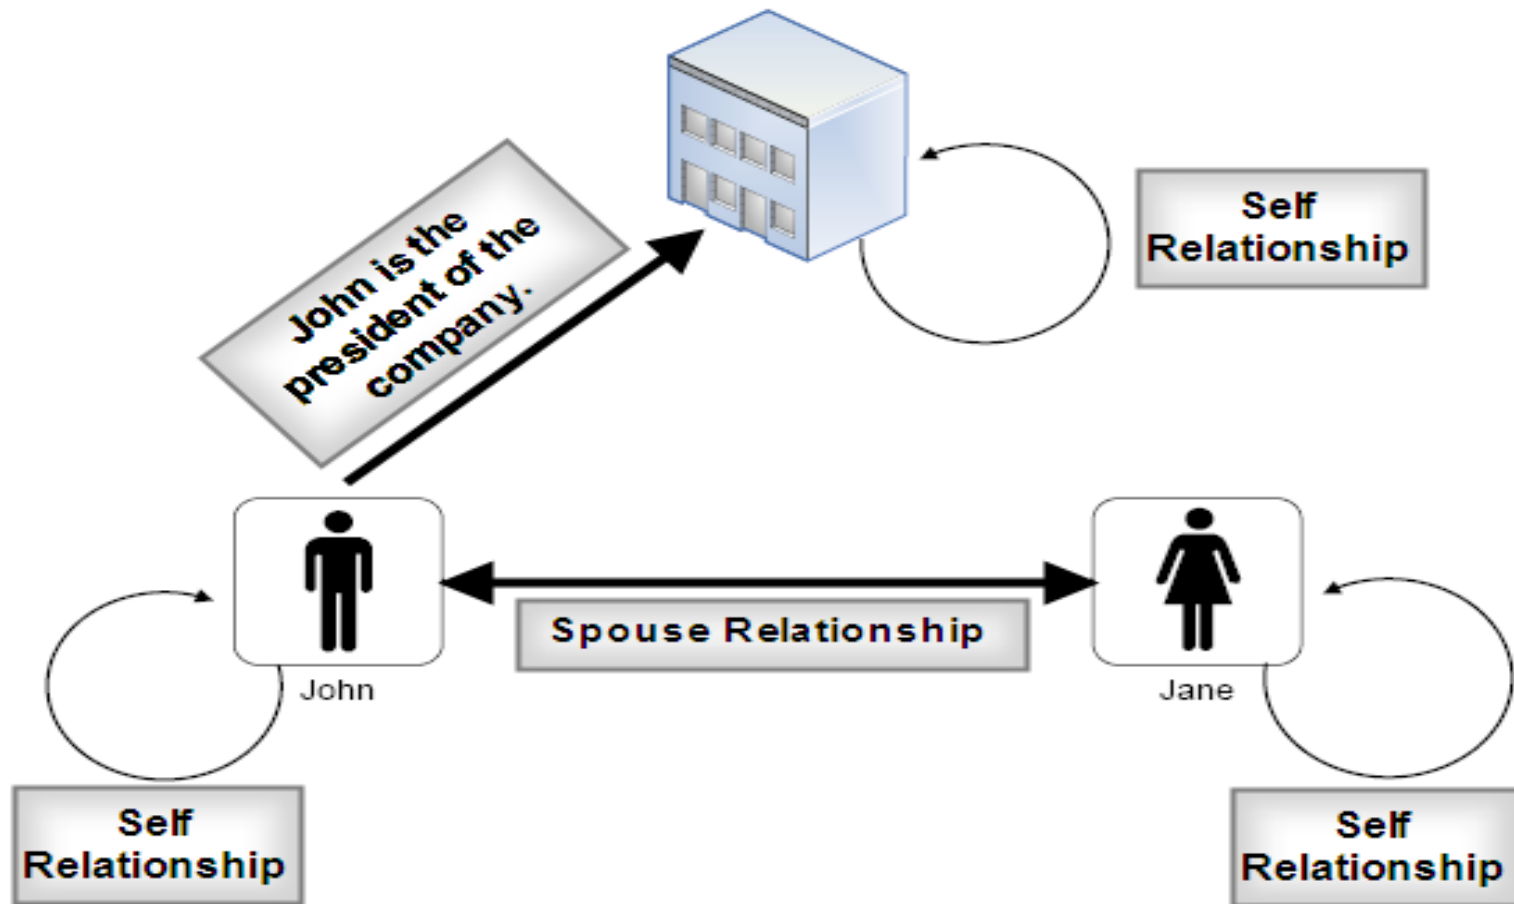 John is the
president of the
company.
Self
Relationship
Spouse Relationship
John
Jane
Self
Relationship
Self
Relationship